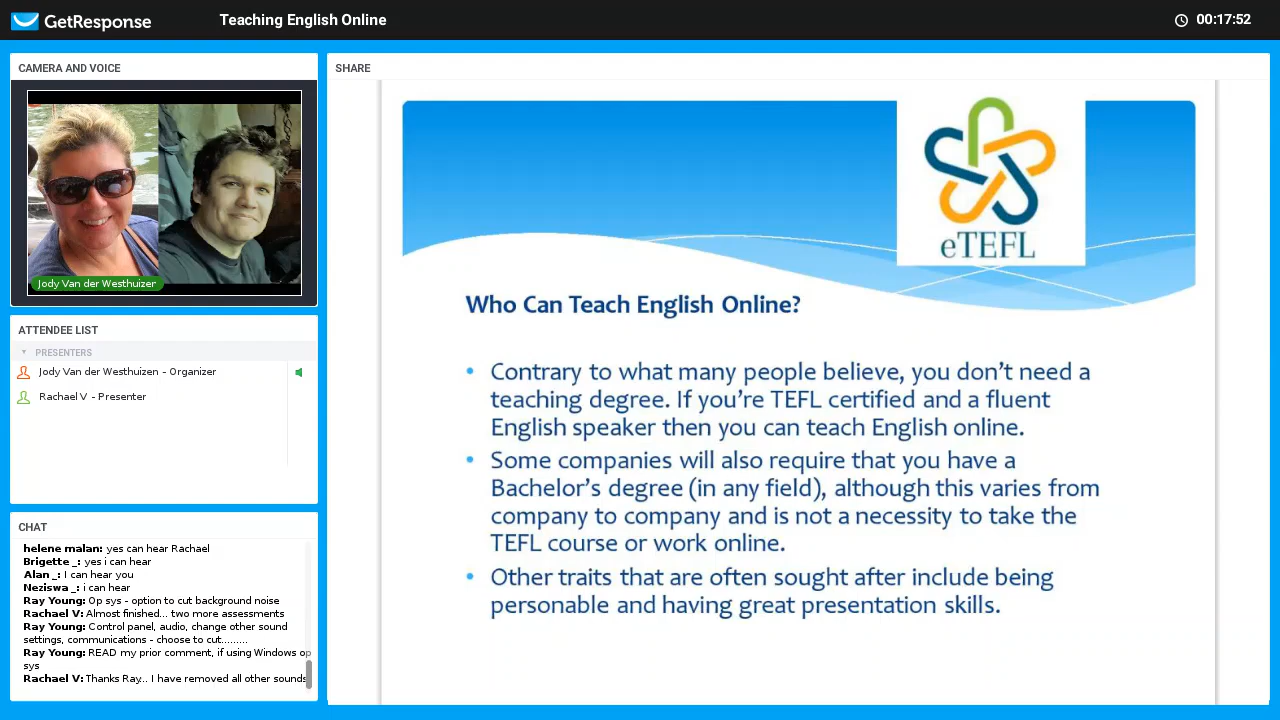 GetResponse
Teaching English Online
00:17:52
CAMERA AND VOICE
Jody Van der Westhuizer
ATTENDEE LIST
PRESENTERS
Jody Van der Westhuizen - Organizer
Rachael V - Presenter
CHAT
helene malan: yes can hear Rachael
Brigette _: yes i can hear
Alan _: I can hear you
Neziswa _: i can hear
Ray Young: Op sys - option to cut background noise
Rachael V: Almost finished... two more assessments
Ray Young: Control panel, audio, change other sound
settings, communications - choose to cut.........
Ray Young: READ my prior comment, if using Windows op
sys
Rachael V: Thanks Ray... I have removed all other sounds
SHARE
eTEFL
Who Can Teach English Online?
• Contrary to what many people believe, you don't need a
teaching degree. If you're TEFL certified and a fluent
English speaker then you can teach English online.
• Some companies will also require that you have a
Bachelor's degree (in any field), although this varies from
company to company and is not a necessity to take the
TEFL course or work online.
• Other traits that are often sought after include being
personable and having great presentation skills.